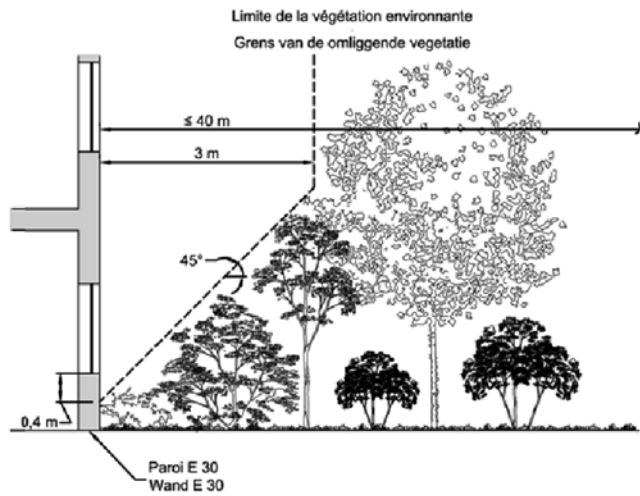 Limite de la végétation environnante
Grens van de omliggende vegetatie
≤ 40 m
3 m
45°
0,4 m
Paroi E 30
Wand E 30